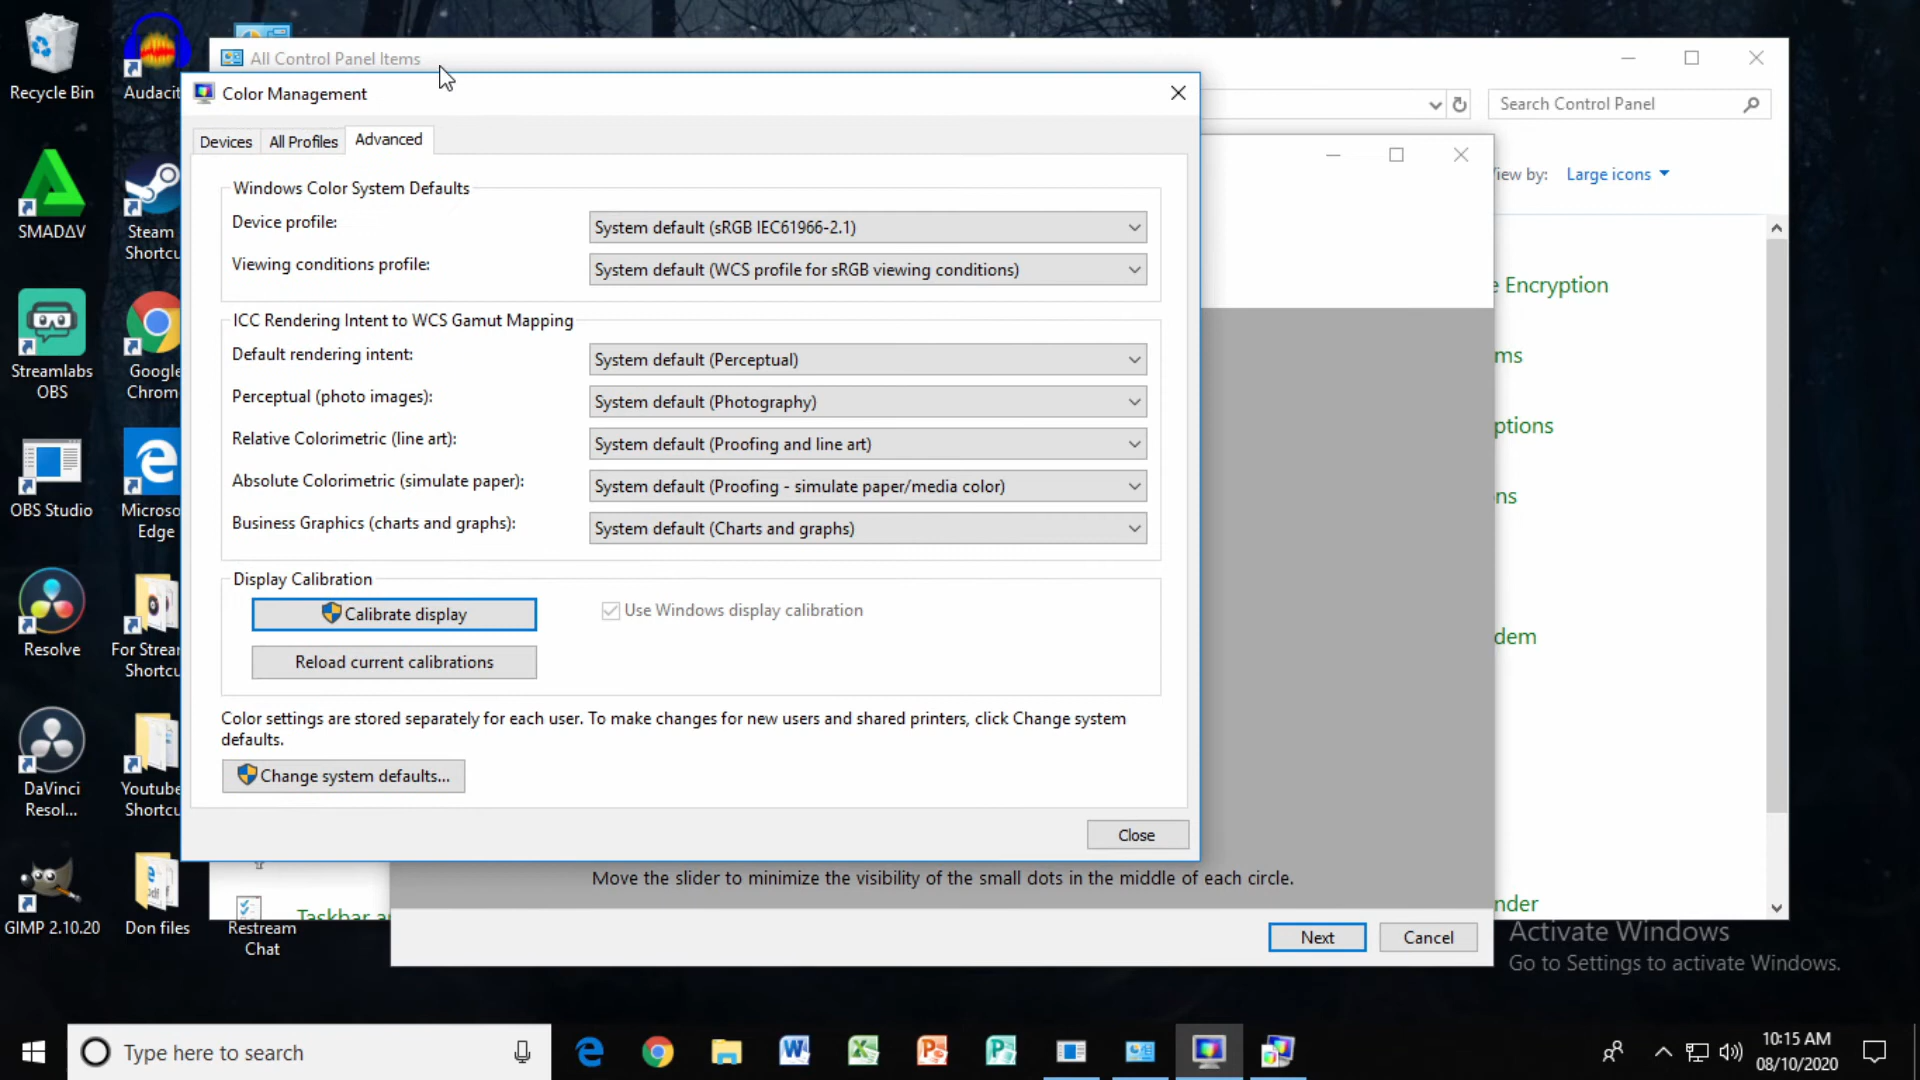 Recycle Bin
Audacit
SMADΔV
Steam
Shortcu
Streamlabs
OBS
Google
Chrom
OBS Studio
Microso
Edge
Resolve
For Strea
Shortcu
DaVinci
Resol...
Youtube
Shortcu
GIMP 2.10.20
Don files
Restream
Chat
All Control Panel Items
Search Control Panel
View by:
Large icons
e Encryption
ms
ptions
ns
dem
nder
Taskbar a
Color Management
Devices
All Profiles
Advanced
Windows Color System Defaults
Device profile:
System default (sRGB IEC61966-2.1)
Viewing conditions profile:
System default (WCS profile for sRGB viewing conditions)
ICC Rendering Intent to WCS Gamut Mapping
Default rendering intent:
System default (Perceptual)
Perceptual (photo images):
System default (Photography)
Relative Colorimetric (line art):
System default (Proofing and line art)
Absolute Colorimetric (simulate paper):
System default (Proofing - simulate paper/media color)
Business Graphics (charts and graphs):
System default (Charts and graphs)
Display Calibration
Calibrate display
Use Windows display calibration
Reload current calibrations
Color settings are stored separately for each user. To make changes for new users and shared printers, click Change system
defaults.
Change system defaults...
Close
Move the slider to minimize the visibility of the small dots in the middle of each circle.
Next
Cancel
Activate Windows
Go to Settings to activate Windows.
Type here to search
10:15 AM
08/10/2020